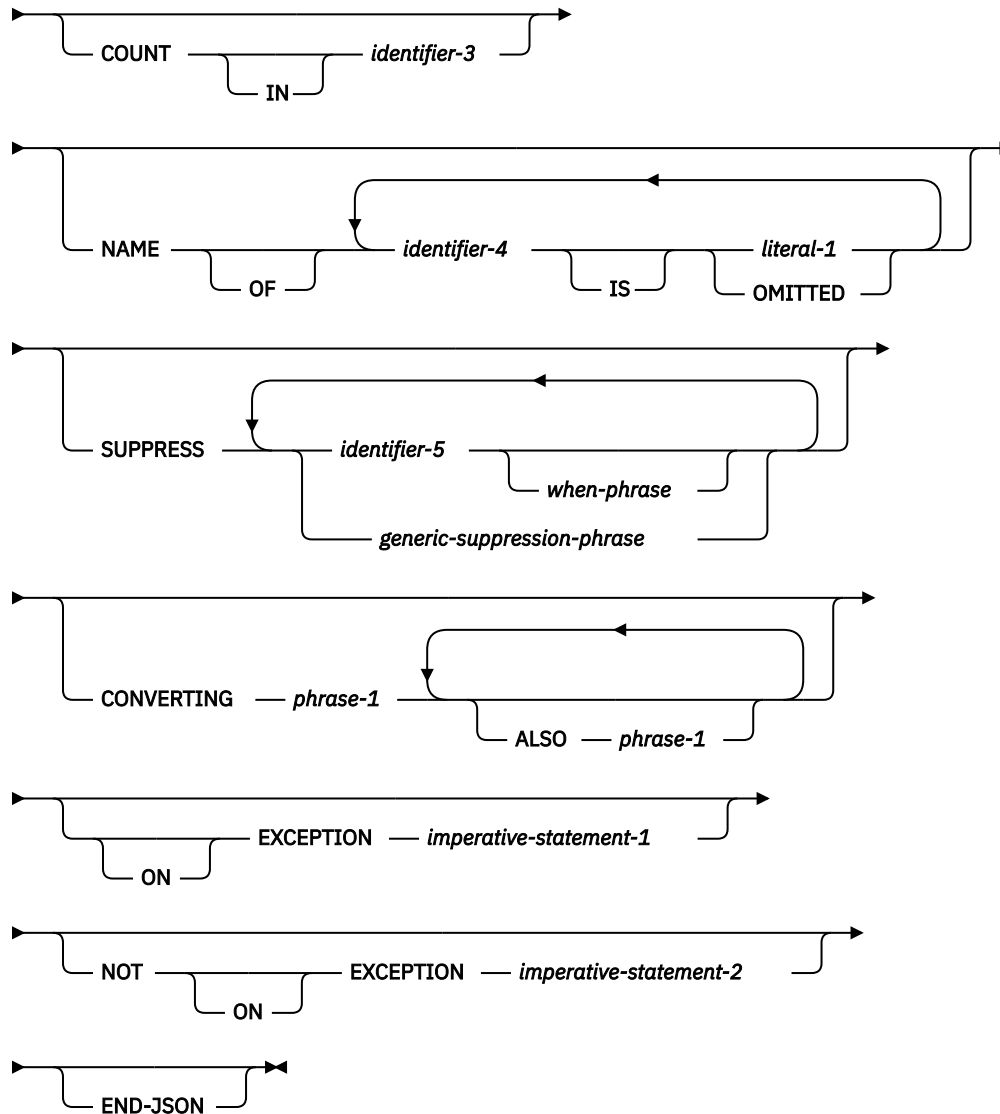 COUNT identifier-3
IN
NAME identifier-4 literal-1
OF IS OMITTED
SUPPRESS identifier-5
when-phrase
generic-suppression-phrase
CONVERTING phrase-1
ALSO phrase-1
EXCEPTION imperative-statement-1
ON
NOT EXCEPTION imperative-statement-2
ON
END-JSON